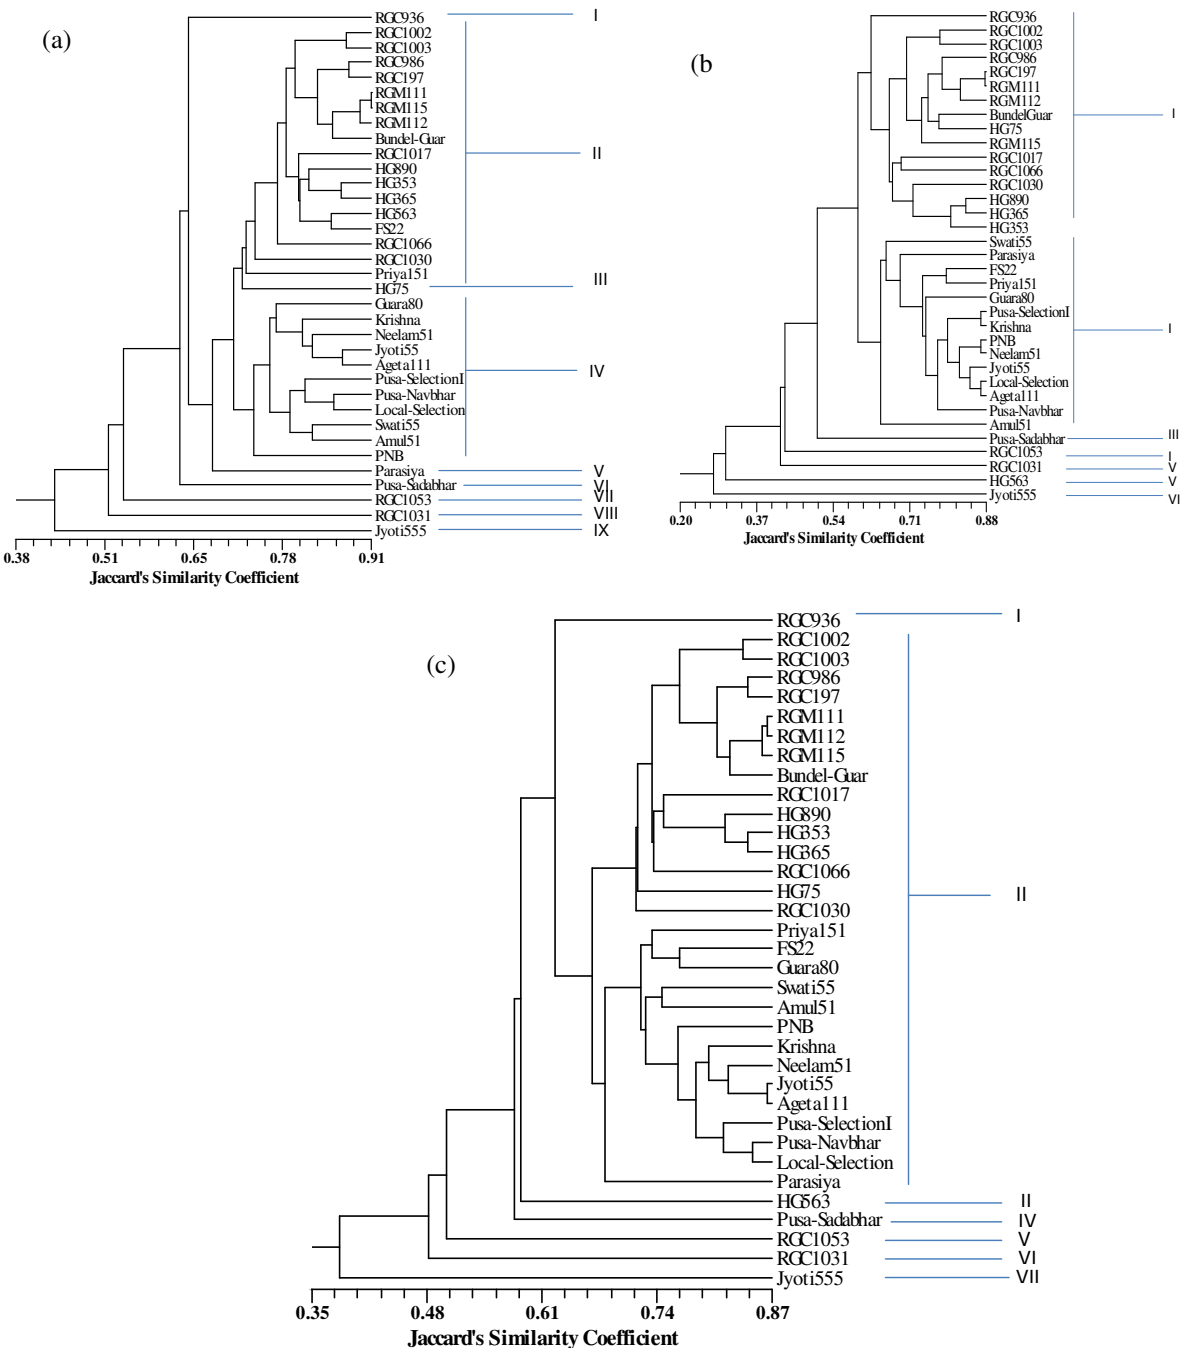 (a)
RGC936 I
RGC1002
RGC1003
RGC986
RGC197
RGM111
RGM115
RGM112
Bundel-Guar
RGC1017 II
HG890
HG353
HG365
HG563
FS22
RGC1066
RGC1030
Priya151
HG75 III
Guara80
Krishna
Neelam51
Jyoti55
Ageta111 IV
Pusa-SelectionI
Pusa-Navbhar
Local-Selection
Swati55
Amul51
PNB
Parasiya V
Pusa-Sadabhar VI
RGC1053 VII
RGC1031 VIII
Jyoti555 IX
0.38 0.51 0.65 0.78 0.91
Jaccard's Similarity Coefficient
(b
RGC936
RGC1002
RGC1003
RGC986
RGC197
RGM111
RGM112
BundelGuar I
HG75
RGM115
RGC1017
RGC1066
RGC1030
HG890
HG365
HG353
Swati55
Parasiya
FS22
Priya151
Guara80
Pusa-SelectionI
Krishna I
PNB
Neelam51
Jyoti55
Local-Selection
Ageta111
Pusa-Navbhar
Amul51
Pusa-Sadabhar III
RGC1053 I
RGC1031 V
HG563 V
Jyoti555 VI
0.20 0.37 0.54 0.71 0.88
Jaccard's Similarity Coefficient
(c)
RGC936 I
RGC1002
RGC1003
RGC986
RGC197
RGM111
RGM112
RGM115
Bundel-Guar
RGC1017
HG890
HG353
HG365
RGC1066
HG75 II
RGC1030
Priya151
FS22
Guara80
Swati55
Amul51
PNB
Krishna
Neelam51
Jyoti55
Ageta111
Pusa-SelectionI
Pusa-Navbhar
Local-Selection
Parasiya
HG563 II
Pusa-Sadabhar IV
RGC1053 V
RGC1031 VI
Jyoti555 VII
0.35 0.48 0.61 0.74 0.87
Jaccard's Similarity Coefficient